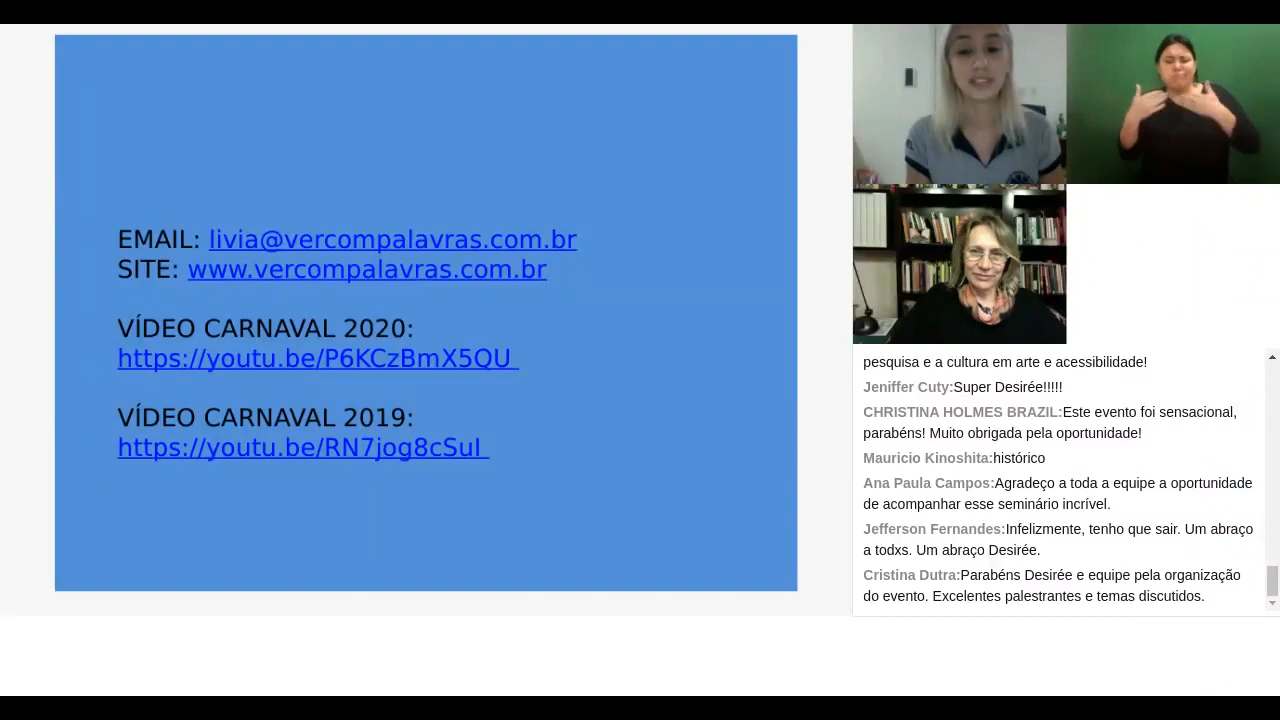 EMAIL: livia@vercompalavras.com.br
SITE: www.vercompalavras.com.br
VÍDEO CARNAVAL 2020:
https://youtu.be/P6KCzBmX5QU
VÍDEO CARNAVAL 2019:
https://youtu.be/RN7jog8cSuI
pesquisa e a cultura em arte e acessibilidade!
Jeniffer Cuty:Super Desirée!!!!!
CHRISTINA HOLMES BRAZIL:Este evento foi sensacional,
parabéns! Muito obrigada pela oportunidade!
Mauricio Kinoshita:histórico
Ana Paula Campos:Agradeço a toda a equipe a oportunidade
de acompanhar esse seminário incrível.
Jefferson Fernandes:Infelizmente, tenho que sair. Um abraço
a todxs. Um abraço Desirée.
Cristina Dutra:Parabéns Desirée e equipe pela organização
do evento. Excelentes palestrantes e temas discutidos.